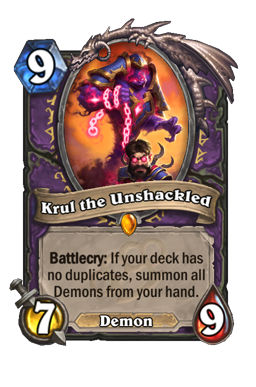 9
Krul the Unshackled
Battlecry: If your deck has
no duplicates, summon all
Demons from your hand.
7
Demon
9